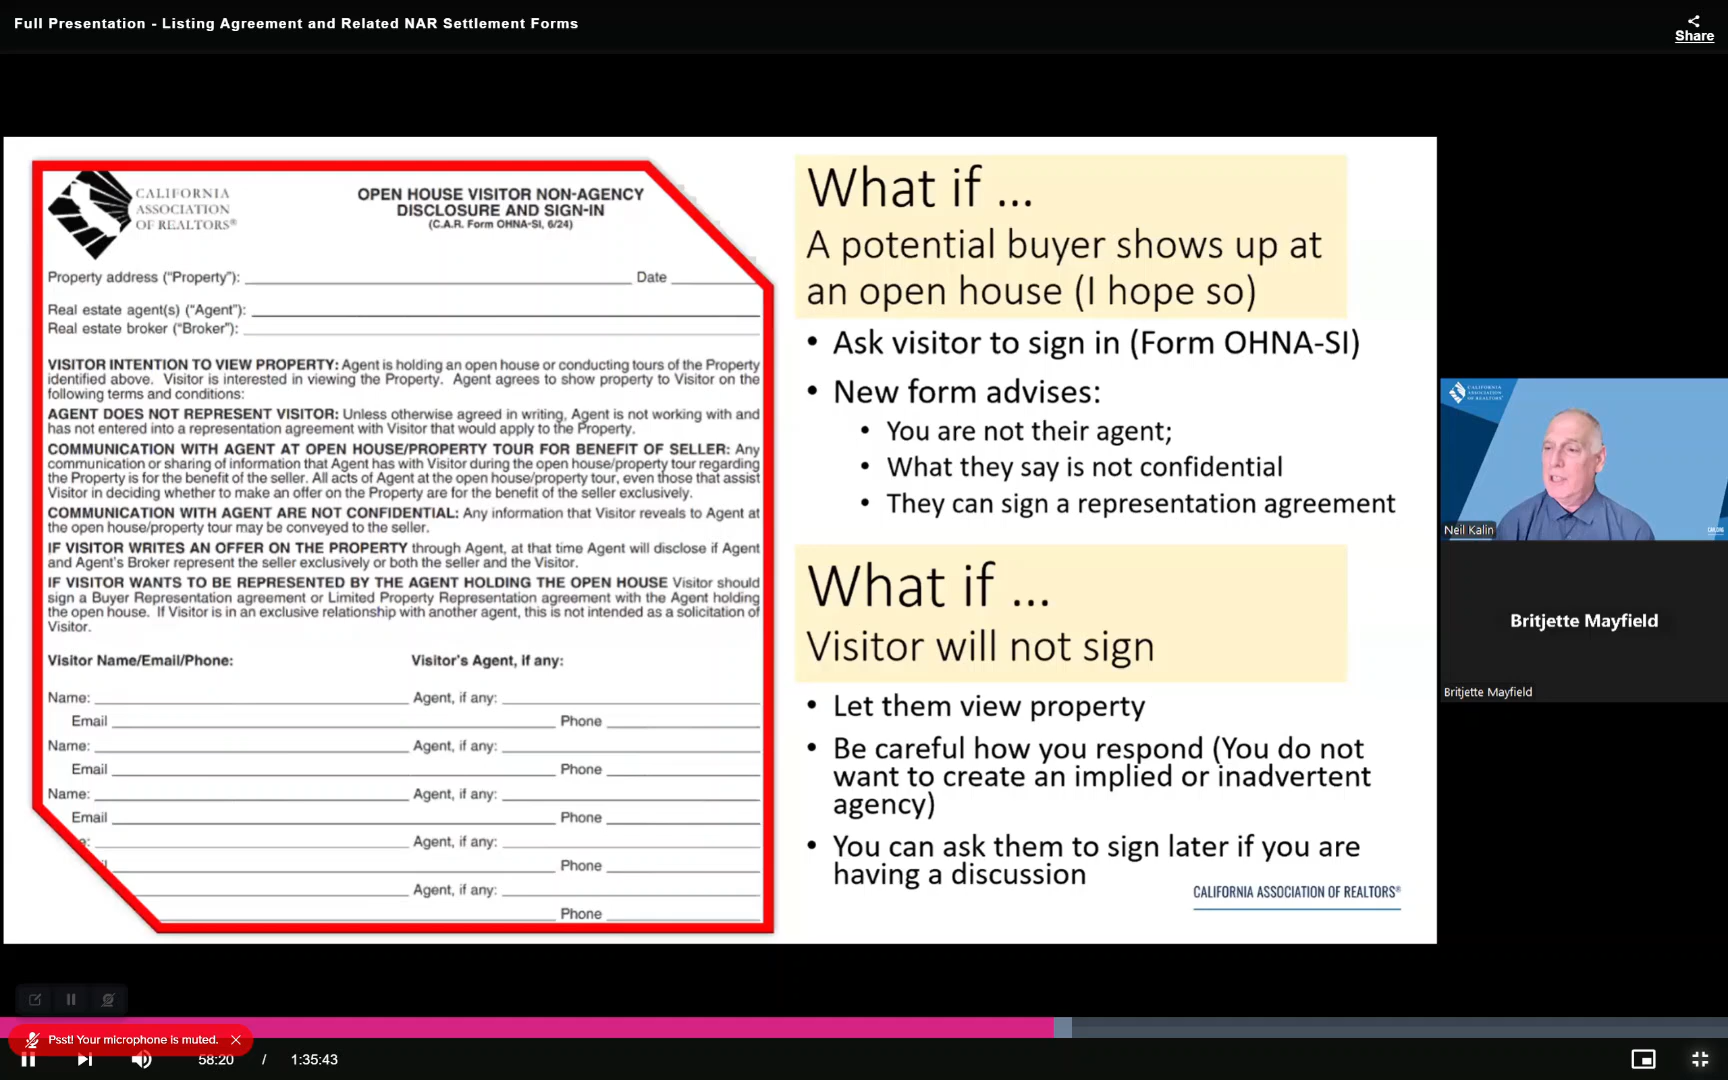 Full Presentation - Listing Agreement and Related NAR Settlement Forms
Share
CALIFORNIA
ASSOCIATION
OF REALTORS®
OPEN HOUSE VISITOR NON-AGENCY
DISCLOSURE AND SIGN-IN
(C.A.R. Form OHNA-SI, 6/24)
Property address ("Property"): Date
Real estate agent(s) ("Agent"):
Real estate broker ("Broker"):
VISITOR INTENTION TO VIEW PROPERTY: Agent is holding an open house or conducting tours of the Property
identified above. Visitor is interested in viewing the Property. Agent agrees to show property to Visitor on the
following terms and conditions:
AGENT DOES NOT REPRESENT VISITOR: Unless otherwise agreed in writing, Agent is not working with and
has not entered into a representation agreement with Visitor that would apply to the Property.
COMMUNICATION WITH AGENT AT OPEN HOUSE/PROPERTY TOUR FOR BENEFIT OF SELLER: Any
communication or sharing of information that Agent has with Visitor during the open house/property tour regarding
the Property is for the benefit of the seller. All acts of Agent at the open house/property tour, even those that assist
Visitor in deciding whether to make an offer on the Property are for the benefit of the seller exclusively.
COMMUNICATION WITH AGENT ARE NOT CONFIDENTIAL: Any information that Visitor reveals to Agent at
the open house/property tour may be conveyed to the seller.
IF VISITOR WRITES AN OFFER ON THE PROPERTY through Agent, at that time Agent will disclose if Agent
and Agent's Broker represent the seller exclusively or both the seller and the Visitor.
IF VISITOR WANTS TO BE REPRESENTED BY THE AGENT HOLDING THE OPEN HOUSE Visitor should
sign a Buyer Representation agreement or Limited Property Representation agreement with the Agent holding
the open house. If Visitor is in an exclusive relationship with another agent, this is not intended as a solicitation of
Visitor.
Visitor Name/Email/Phone: Visitor's Agent, if any:
Name: Agent, if any:
Email Phone
Name: Agent, if any:
Email Phone
Name: Agent, if any:
Email Phone
Agent, if any:
Phone
Agent, if any:
Phone
What if ...
A potential buyer shows up at
an open house (I hope so)
• Ask visitor to sign in (Form OHNA-SI)
• New form advises:
• You are not their agent;
• What they say is not confidential
• They can sign a representation agreement
What if ...
Visitor will not sign
• Let them view property
• Be careful how you respond (You do not
want to create an implied or inadvertent
agency)
• You can ask them to sign later if you are
having a discussion
CALIFORNIA ASSOCIATION OF REALTORS®
CALIFORNIA
ASSOCIATION
OF REALTORS®
Neil Kalin
Britjette Mayfield
Britjette Mayfield
Psst! Your microphone is muted.
58:20 / 1:35:43